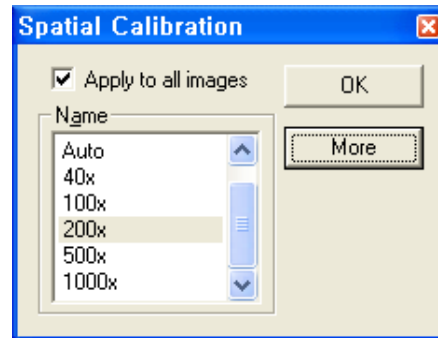 Spatial Calibration
Apply to all images
OK
Name
More
Auto
40x
100x
200x
500x
1000x